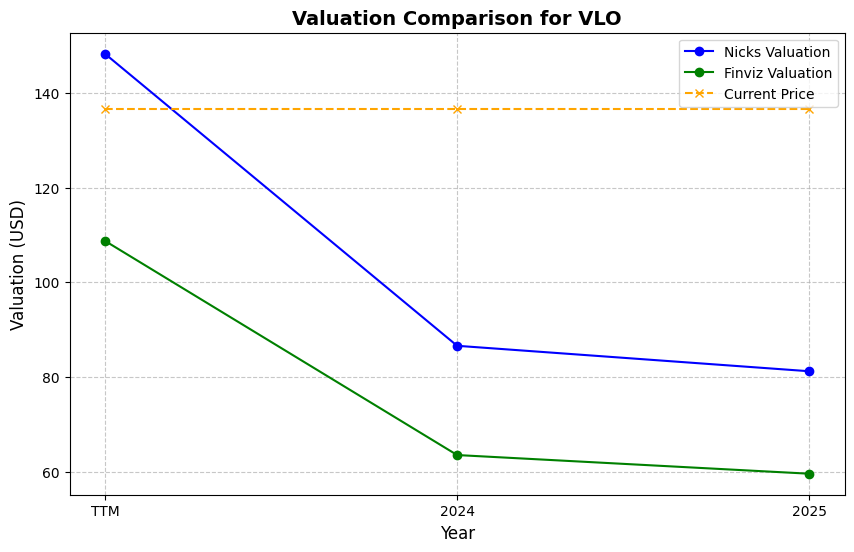 Valuation Comparison for VLO
Nicks Valuation
Finviz Valuation
Current Price
Valuation (USD)
140
120
100
80
60
TTM
2024
2025
Year